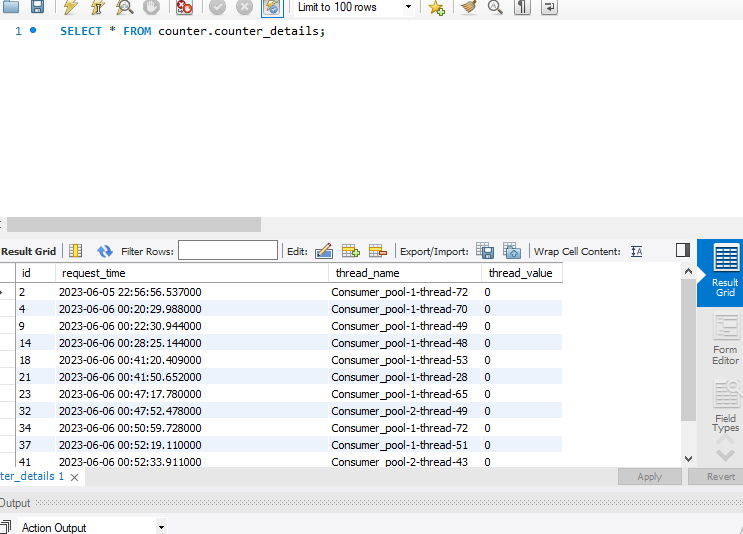 Limit to 100 rows
1 SELECT * FROM counter.counter_details;
Result Grid Filter Rows: Edit: Export/Import: Wrap Cell Content:
id request_time thread_name thread_value
2 2023-06-05 22:56:56.537000 Consumer_pool-1-thread-72 0
4 2023-06-06 00:20:29.988000 Consumer_pool-1-thread-70 0
9 2023-06-06 00:22:30.944000 Consumer_pool-1-thread-49 0
14 2023-06-06 00:28:25.144000 Consumer_pool-1-thread-48 0
18 2023-06-06 00:41:20.409000 Consumer_pool-1-thread-53 0
21 2023-06-06 00:41:50.652000 Consumer_pool-1-thread-28 0
23 2023-06-06 00:47:17.780000 Consumer_pool-1-thread-65 0
32 2023-06-06 00:47:52.478000 Consumer_pool-2-thread-49 0
34 2023-06-06 00:50:59.728000 Consumer_pool-1-thread-72 0
37 2023-06-06 00:52:19.110000 Consumer_pool-1-thread-51 0
41 2023-06-06 00:52:33.911000 Consumer_pool-2-thread-43 0
Result
Grid
Form
Editor
Field
Types
ter_details 1 Apply Revert
Output
Action Output